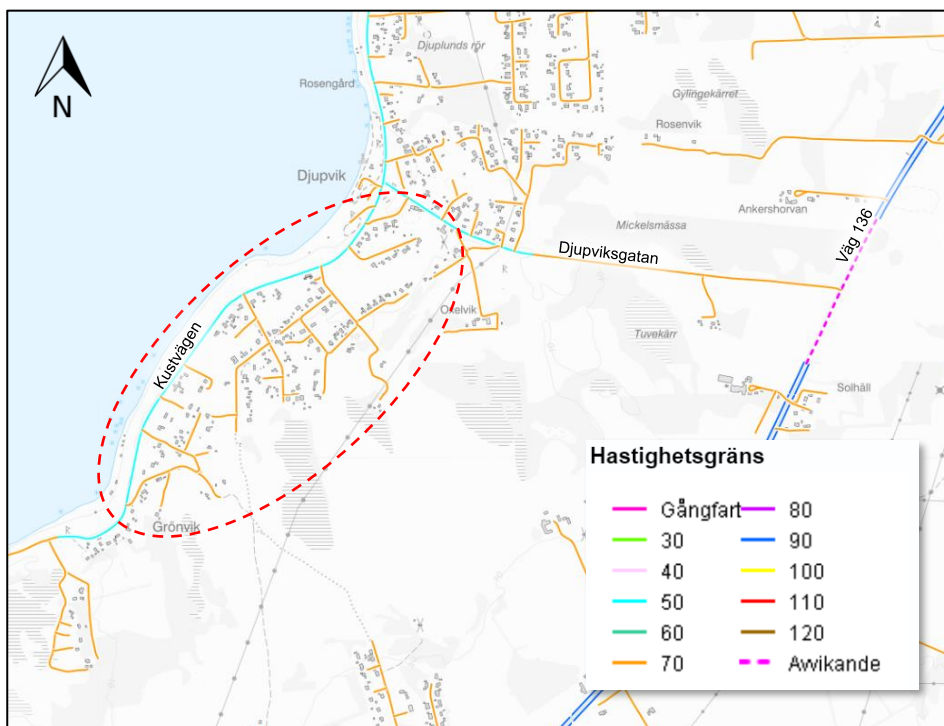 Djuplunds rör
Rosengård
Gylingekärret
Rosenvik
N
Djupvik
Ankershorvan
Mickelsmässa
Väg 136
Djupviksgatan
Oxelvik
Tuvekärr
Kustvägen
Solhäll
Grönvik
Hastighetsgräns
Gångfart
80
30
90
40
100
50
110
60
120
70
Avvikande